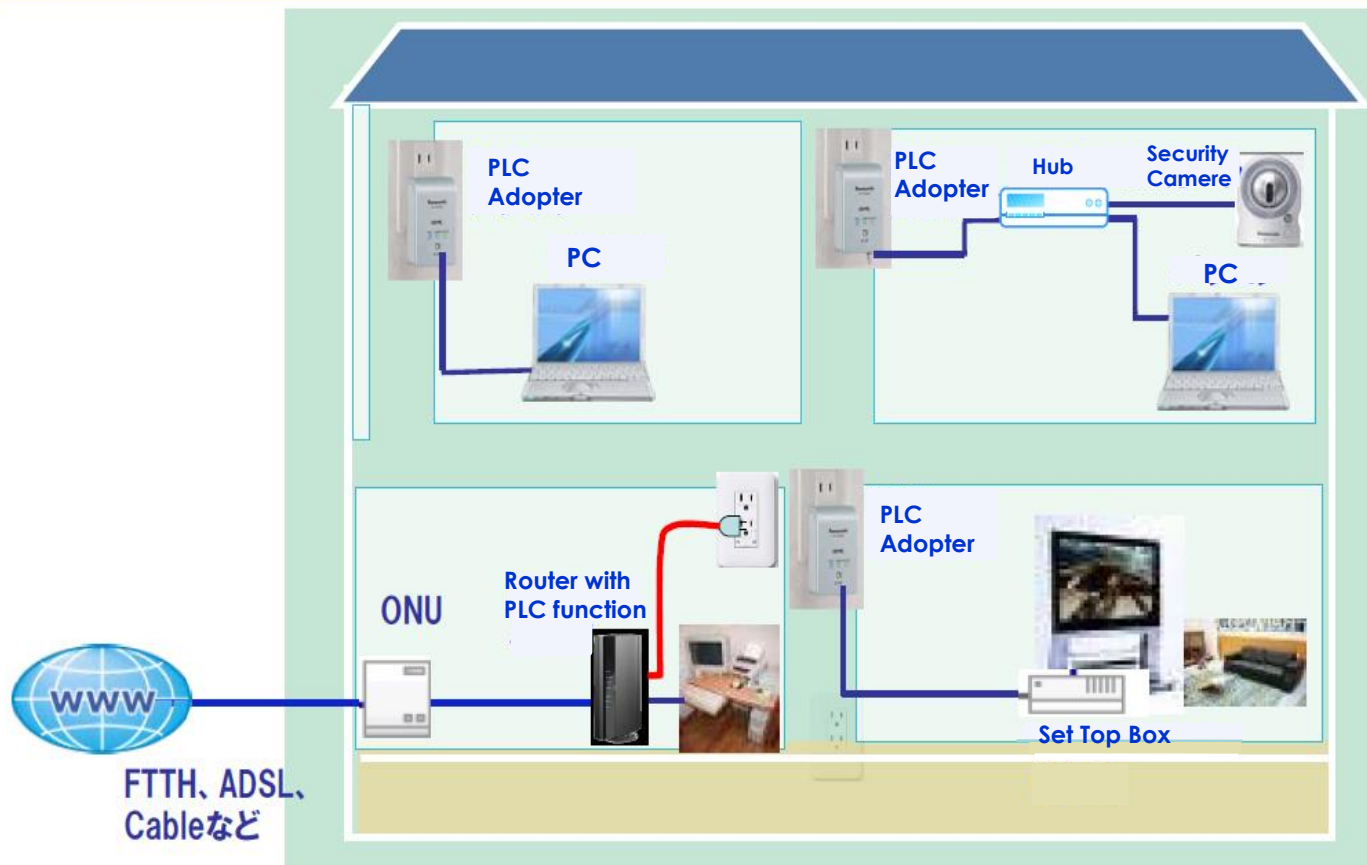 PLC
Adopter
PC
PLC
Adopter
Hub
Security
Camere
PC
ONU
Router with
PLC function
PLC
Adopter
Set Top Box
WWW
FTTH、ADSL、
Cableなど